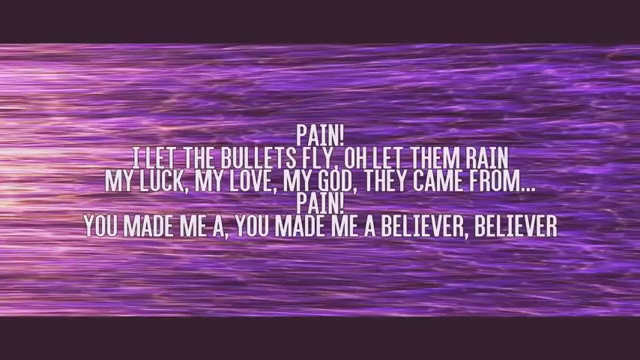 PAIN!
I LET THE BULLETS FLY, OH LET THEM RAIN
MY LUCK, MY LOVE, MY GOD, THEY CAME FROM...
PAIN!
YOU MADE ME A, YOU MADE ME A BELIEVER, BELIEVER